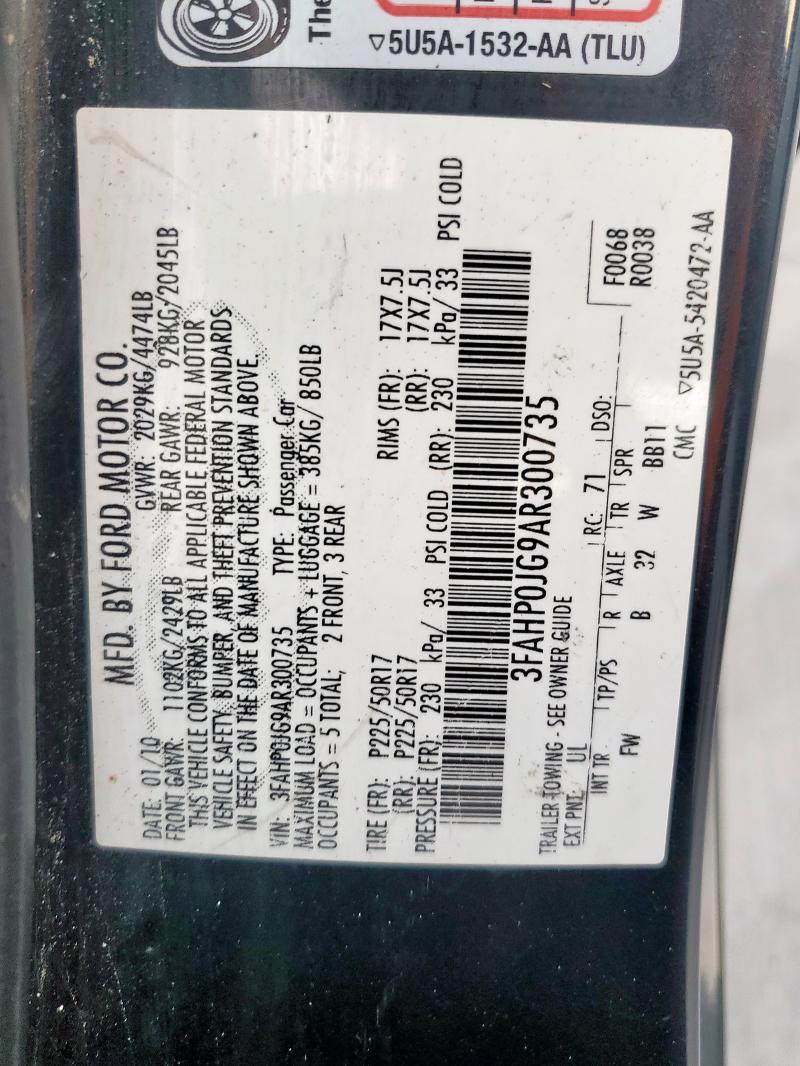 The
▽5U5A-1532-AA (TLU)
MFD. BY FORD MOTOR CO.
DATE: 01/10 GVWR: 2029KG/4474LB
FRONT GAWR: 1102KG/2429LB REAR GAWR: 928KG/2045LB
THIS VEHICLE CONFORMS TO ALL APPLICABLE FEDERAL MOTOR
VEHICLE SAFETY, BUMPER, AND THEFT PREVENTION STANDARDS
IN EFFECT ON THE DATE OF MANUFACTURE SHOWN ABOVE.
VIN: 3FAHP0JG9AR300735 TYPE: Passenger Car
MAXIMUM LOAD = OCCUPANTS + LUGGAGE = 385KG/ 850LB
OCCUPANTS = 5 TOTAL; 2 FRONT, 3 REAR
TIRE (FR): P225/50R17 RIMS (FR): 17X7.5J
(RR): P225/50R17 (RR): 17X7.5J
PRESSURE (FR): 230 kPa/ 33 PSI COLD (RR): 230 kPa/ 33 PSI COLD
3FAHP0JG9AR300735
TRAILER TOWING - SEE OWNER GUIDE F0068
EXT PNT: UL RC: 71 DSO: R0038
INT TR TP/PS R AXLE TR SPR
FW B 32 W BB11
CMC ▽5U5A-5420472-AA